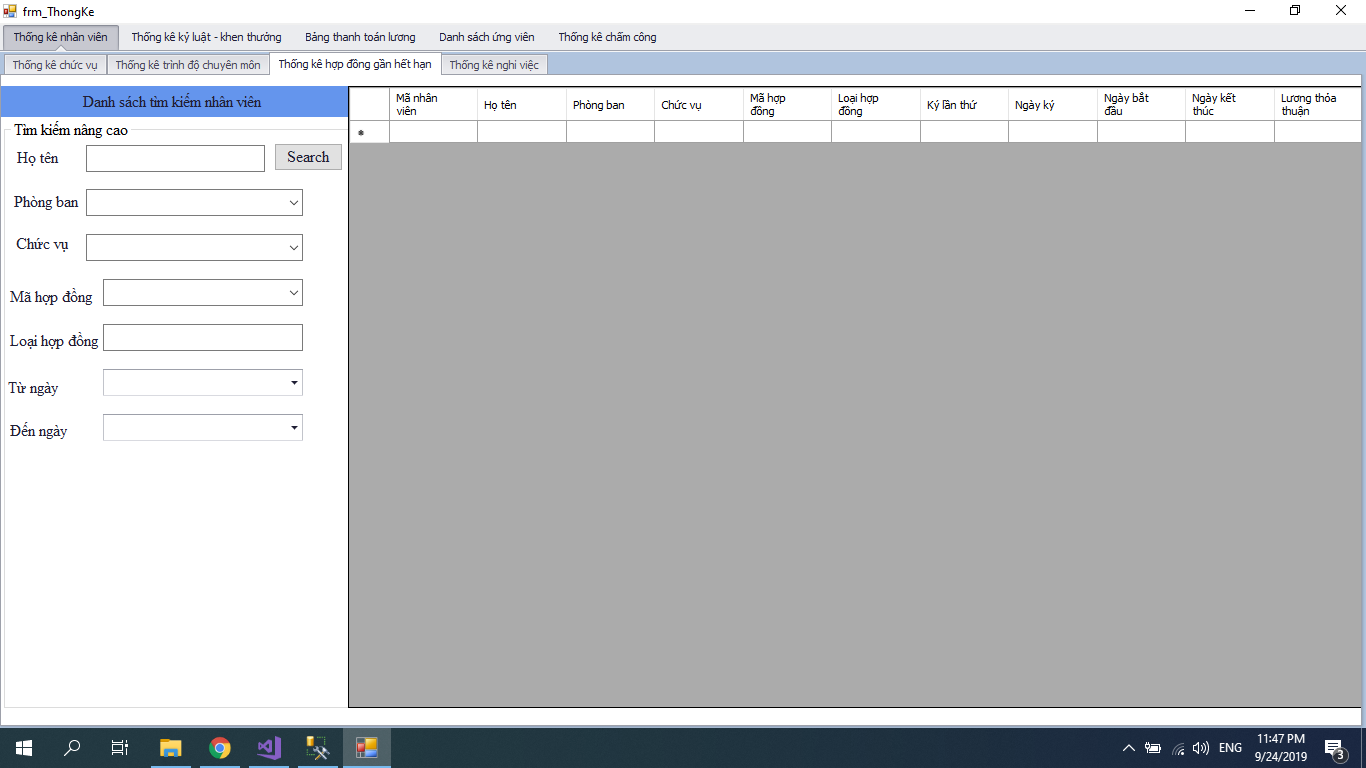 frm_ThongKe
Thống kê nhân viên Thống kê kỷ luật - khen thưởng Bảng thanh toán lương Danh sách ứng viên Thống kê chấm công
Thống kê chức vụ Thống kê trình độ chuyên môn Thống kê hợp đồng gần hết hạn Thống kê nghỉ việc
Danh sách tìm kiếm nhân viên
Tìm kiếm nâng cao
Họ tên Search
Phòng ban
Chức vụ
Mã hợp đồng
Loại hợp đồng
Từ ngày
Đến ngày
Mã nhân viên Họ tên Phòng ban Chức vụ Mã hợp đồng Loại hợp đồng Ký lần thứ Ngày ký Ngày bắt đầu Ngày kết thúc Lương thỏa thuận
ENG
11:47 PM
9/24/2019
3